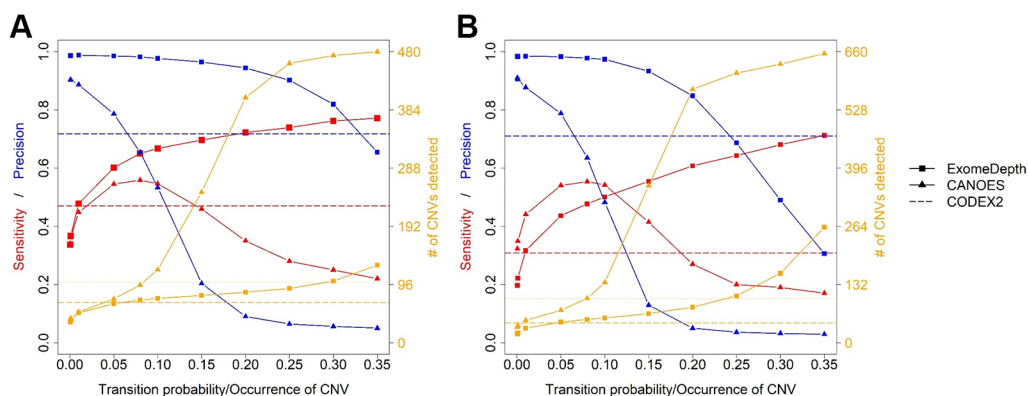 A
B
Sensitivity / Precision
1.0
0.8
0.6
0.4
0.2
0.0
480
384
288
192
96
0
# of CNVs detected
0.00 0.05 0.10 0.15 0.20 0.25 0.30 0.35
Transition probability/Occurrence of CNV
Sensitivity / Precision
1.0
0.8
0.6
0.4
0.2
0.0
660
528
396
264
132
0
# of CNVs detected
0.00 0.05 0.10 0.15 0.20 0.25 0.30 0.35
Transition probability/Occurrence of CNV
ExomeDepth
CANOES
CODEX2